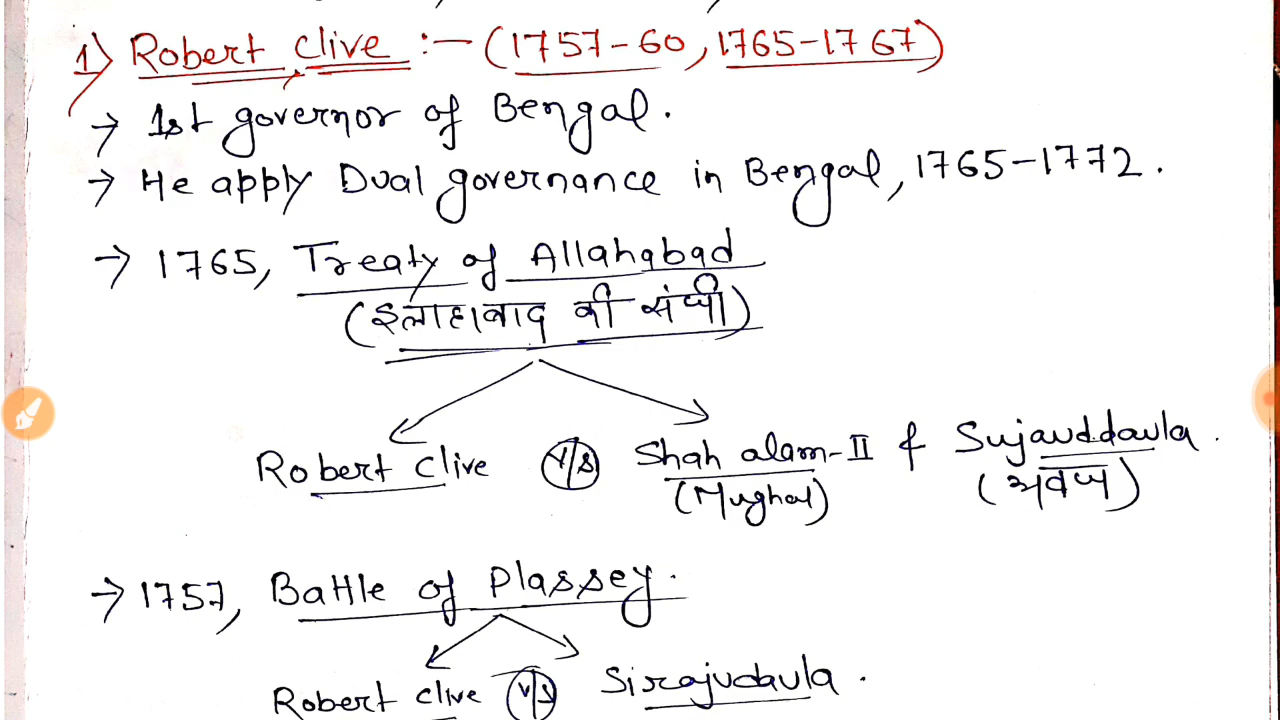 1) Robert Clive :- (1757-60, 1765-1767)
→ 1st governor of Bengal.
→ He apply Dual governance in Bengal, 1765-1772.
→ 1765, Treaty of Allahabad
(इलाहाबाद की संधी)
Robert Clive V/S Shah alam-II & Sujauddaula.
(Mughal) (अवध)
→ 1757, Battle of Plassey.
Robert Clive V/S Sirajudaula.